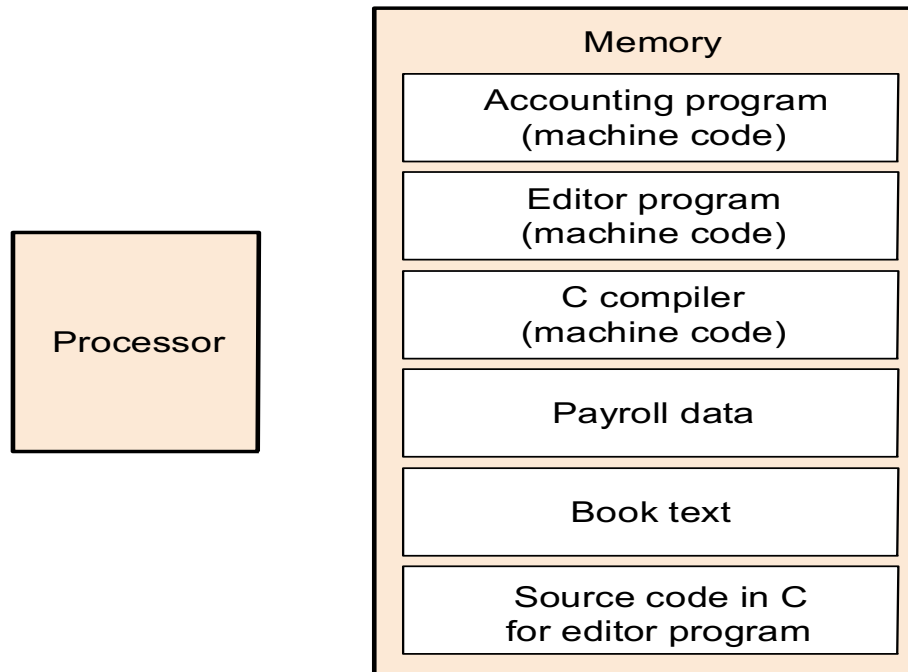 Memory
Accounting program
(machine code)
Editor program
(machine code)
C compiler
(machine code)
Payroll data
Book text
Source code in C
for editor program
Processor